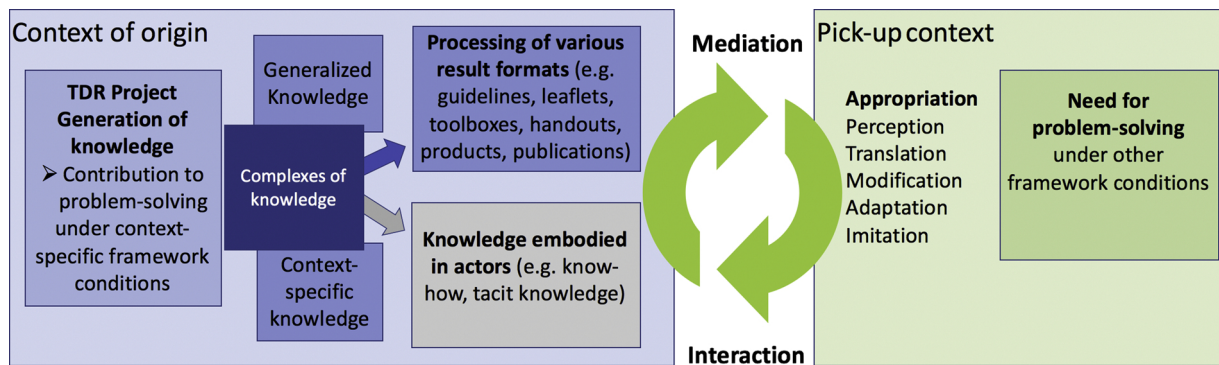 Context of origin
TDR Project
Generation of
knowledge
➢ Contribution to
problem-solving
under context-
specific framework
conditions
Generalized
Knowledge
Complexes of
knowledge
Context-
specific
knowledge
Processing of various
result formats (e.g.
guidelines, leaflets,
toolboxes, handouts,
products, publications)
Knowledge embodied
in actors (e.g. know-
how, tacit knowledge)
Mediation
Interaction
Pick-up context
Appropriation
Perception
Translation
Modification
Adaptation
Imitation
Need for
problem-solving
under other
framework conditions